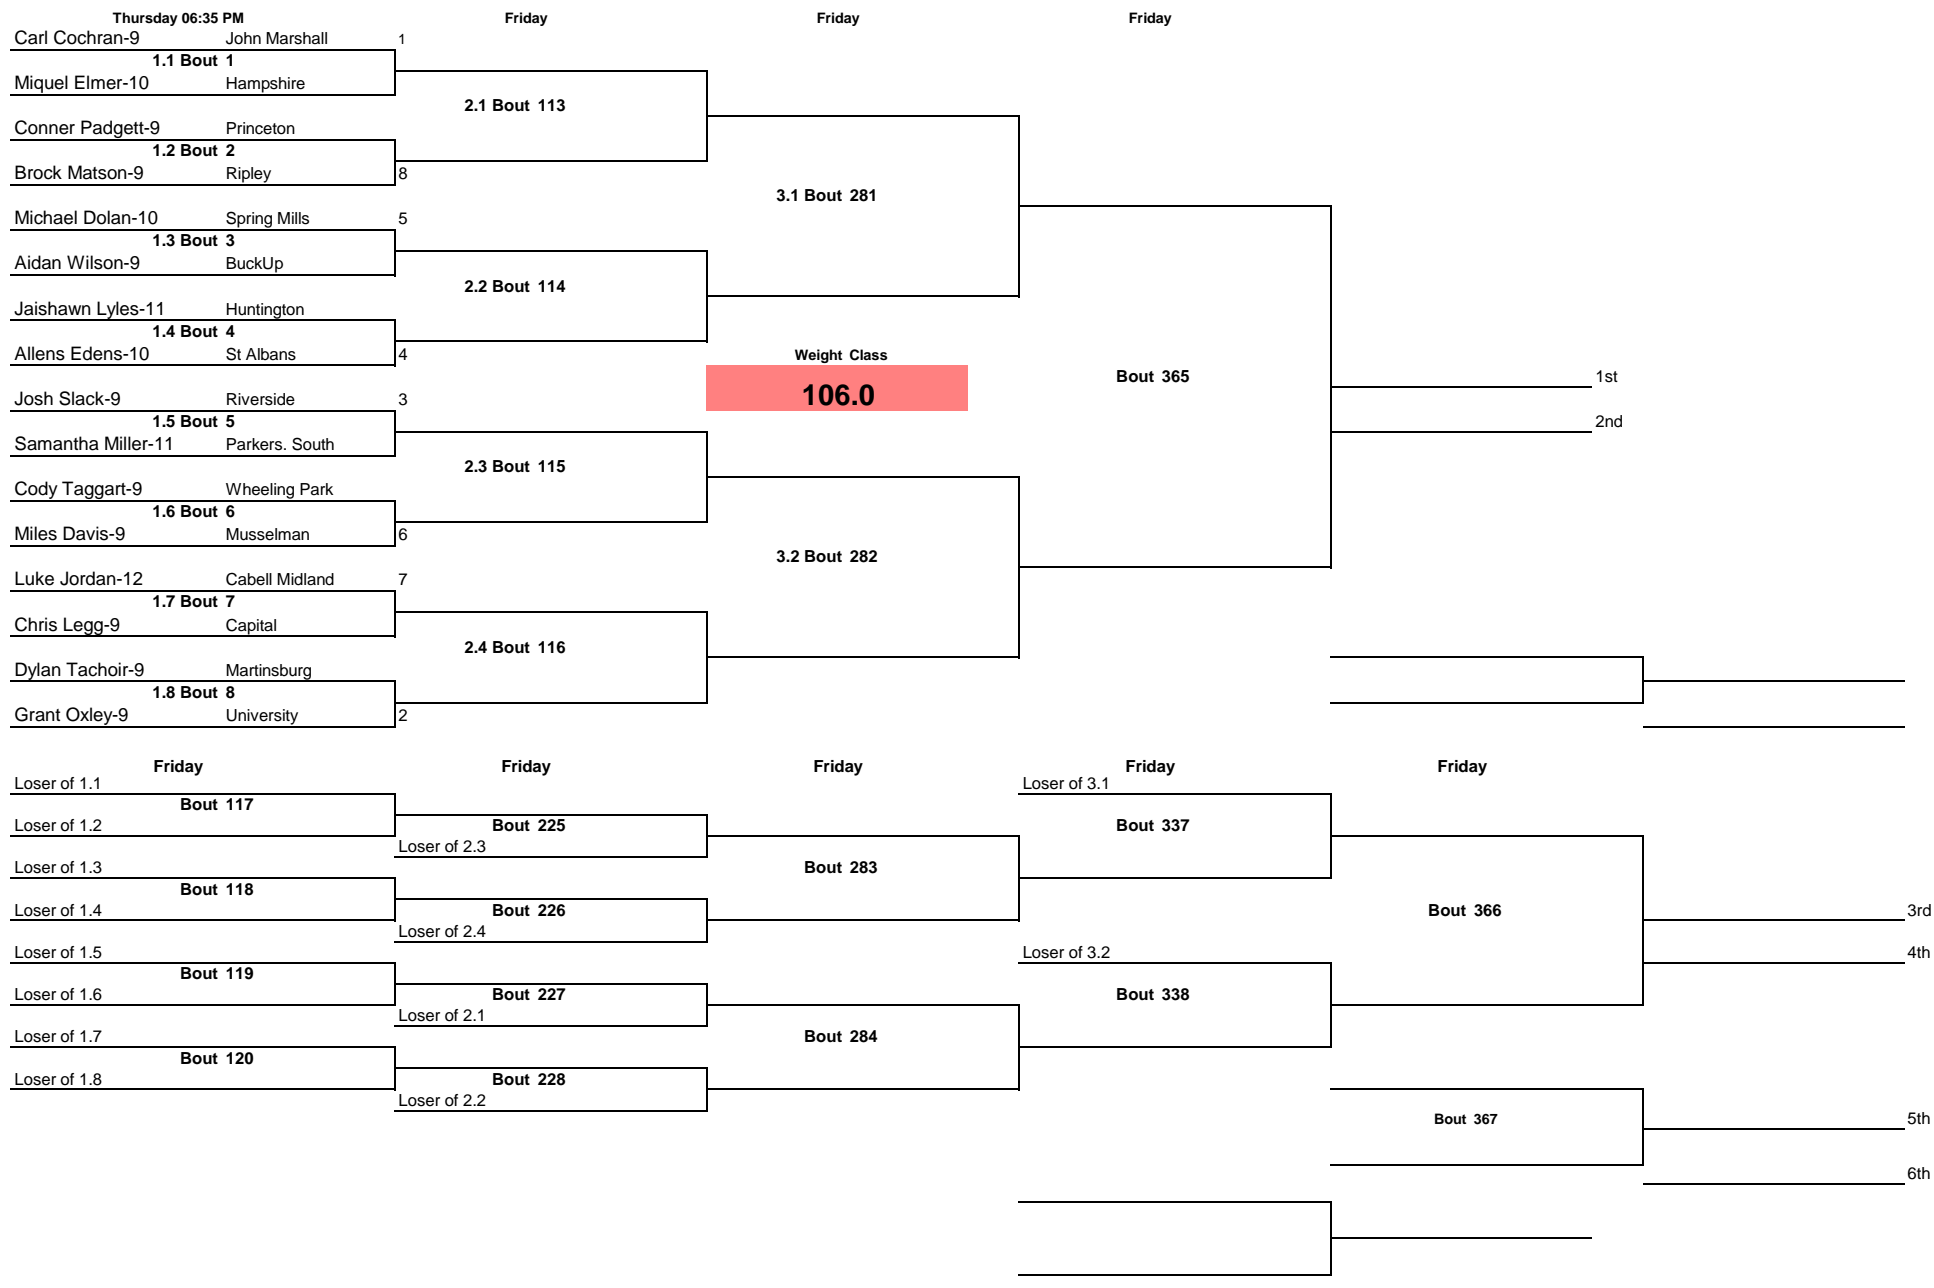 Thursday 06:35 PM Friday Friday Friday
Carl Cochran-9 John Marshall 1
1.1 Bout 1
Miquel Elmer-10 Hampshire
2.1 Bout 113
Conner Padgett-9 Princeton
1.2 Bout 2
Brock Matson-9 Ripley 8
3.1 Bout 281
Michael Dolan-10 Spring Mills 5
1.3 Bout 3
Aidan Wilson-9 BuckUp
2.2 Bout 114
Jaishawn Lyles-11 Huntington
1.4 Bout 4
Allens Edens-10 St Albans 4
Weight Class
Bout 365
1st
106.0
Josh Slack-9 Riverside 3
1.5 Bout 5
2nd
Samantha Miller-11 Parkers. South
2.3 Bout 115
Cody Taggart-9 Wheeling Park
1.6 Bout 6
Miles Davis-9 Musselman 6
3.2 Bout 282
Luke Jordan-12 Cabell Midland 7
1.7 Bout 7
Chris Legg-9 Capital
2.4 Bout 116
Dylan Tachoir-9 Martinsburg
1.8 Bout 8
Grant Oxley-9 University 2
Friday Friday Friday Friday Friday
Loser of 1.1 Loser of 3.1
Bout 117
Loser of 1.2 Bout 225 Bout 337
Loser of 2.3
Loser of 1.3 Bout 283
Bout 118
Loser of 1.4 Bout 226 Bout 366 3rd
Loser of 2.4
Loser of 1.5 Loser of 3.2 4th
Bout 119
Loser of 1.6 Bout 227 Bout 338
Loser of 2.1
Loser of 1.7 Bout 284
Bout 120
Loser of 1.8 Bout 228
Loser of 2.2
Bout 367 5th
6th